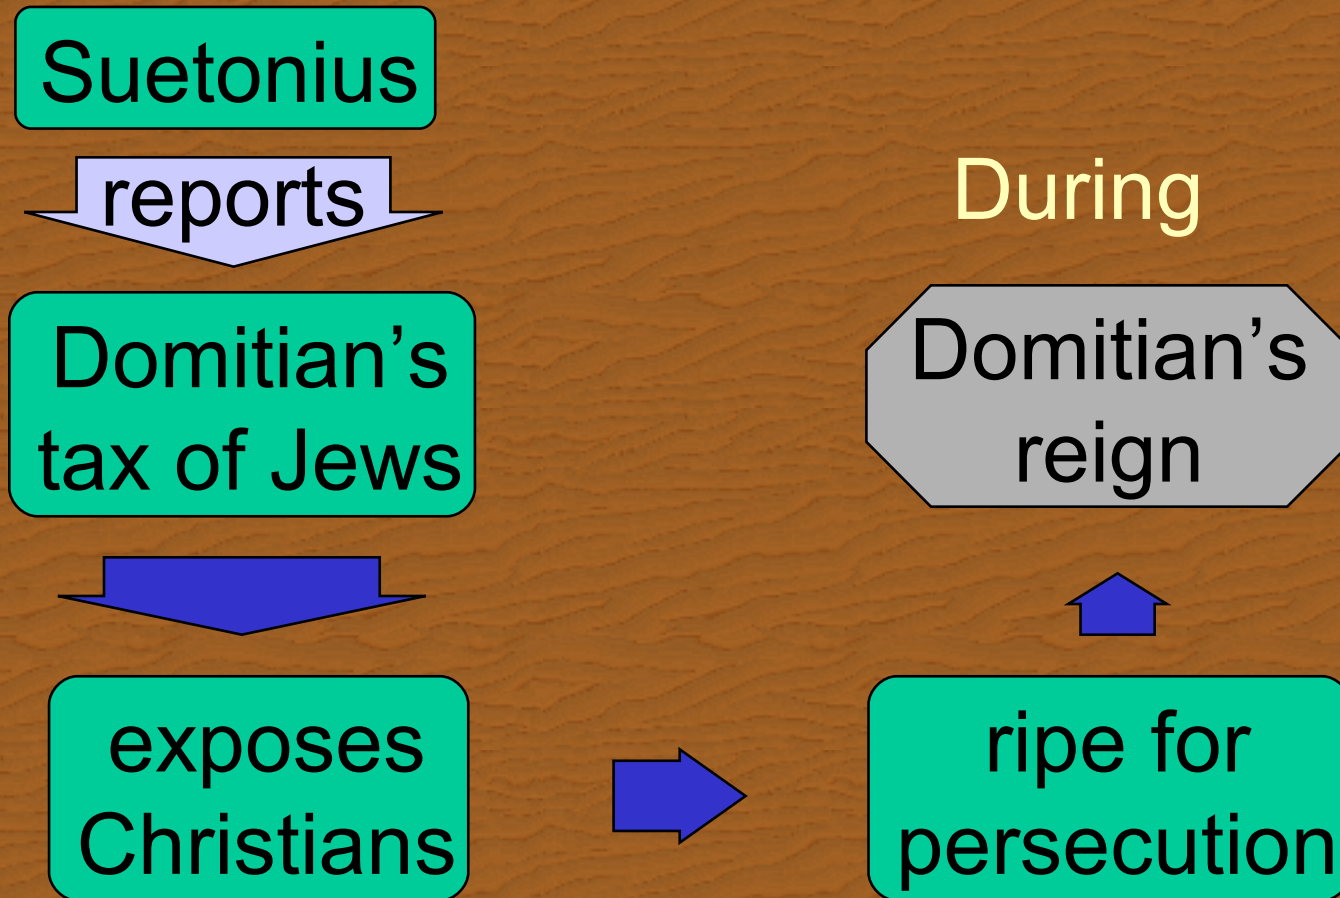 Suetonius
reports
Domitian’s
tax of Jews
exposes
Christians
ripe for
persecution
During
Domitian’s
reign